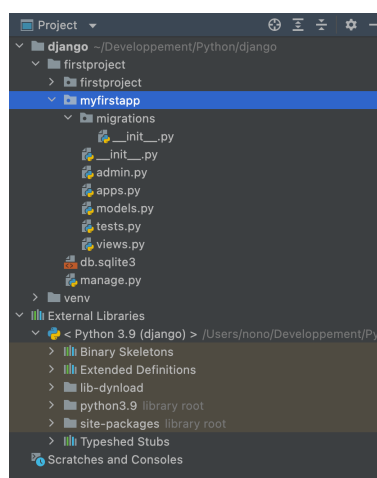 Project
django ~/Developpement/Python/django
firstproject
firstproject
myfirstapp
migrations
__init__.py
__init__.py
admin.py
apps.py
models.py
tests.py
views.py
db.sqlite3
manage.py
venv
External Libraries
< Python 3.9 (django) > /Users/nono/Developpement/Py
Binary Skeletons
Extended Definitions
lib-dynload
python3.9 library root
site-packages library root
Typeshed Stubs
Scratches and Consoles